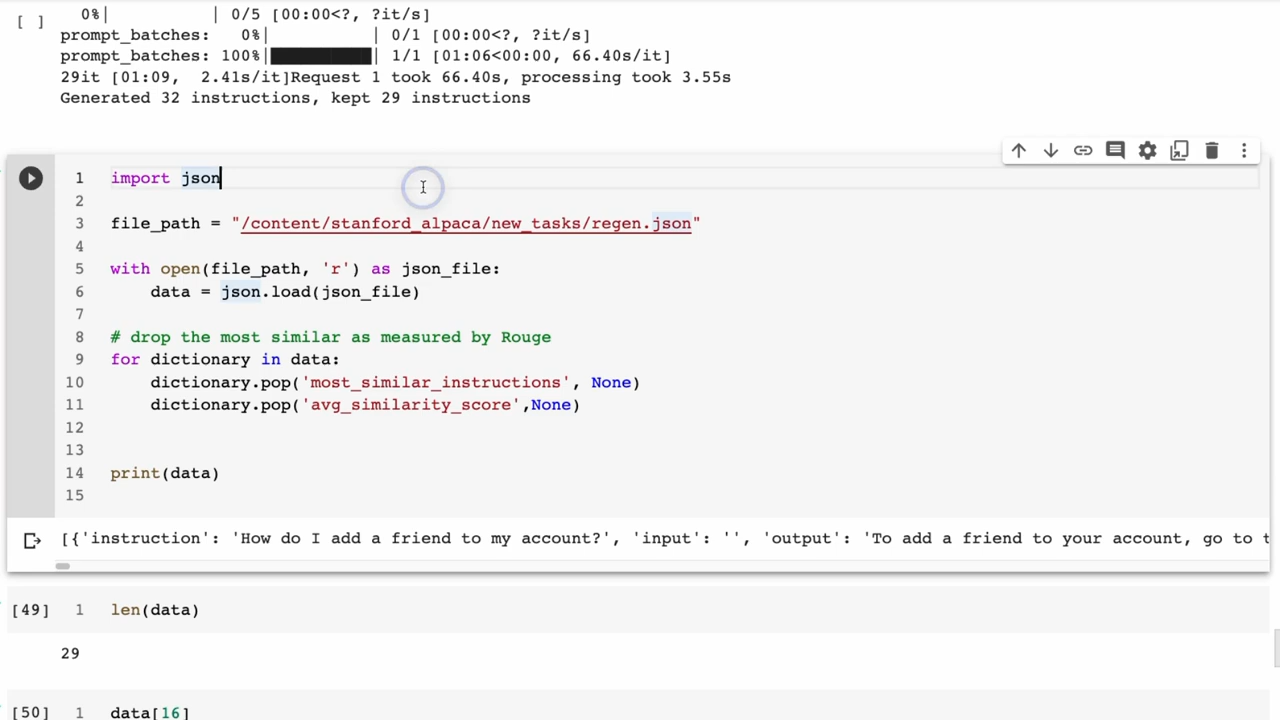 [ ] 0%| | 0/5 [00:00<?, ?it/s]
prompt_batches: 0%| | 0/1 [00:00<?, ?it/s]
prompt_batches: 100%|██████████| 1/1 [01:06<00:00, 66.40s/it]
29it [01:09, 2.41s/it]Request 1 took 66.40s, processing took 3.55s
Generated 32 instructions, kept 29 instructions
1 import json
2
3 file_path = "/content/stanford_alpaca/new_tasks/regen.json"
4
5 with open(file_path, 'r') as json_file:
6 data = json.load(json_file)
7
8 # drop the most similar as measured by Rouge
9 for dictionary in data:
10 dictionary.pop('most_similar_instructions', None)
11 dictionary.pop('avg_similarity_score',None)
12
13
14 print(data)
15
[{'instruction': 'How do I add a friend to my account?', 'input': '', 'output': 'To add a friend to your account, go to t
[49] 1 len(data)
29
[50] 1 data[16]